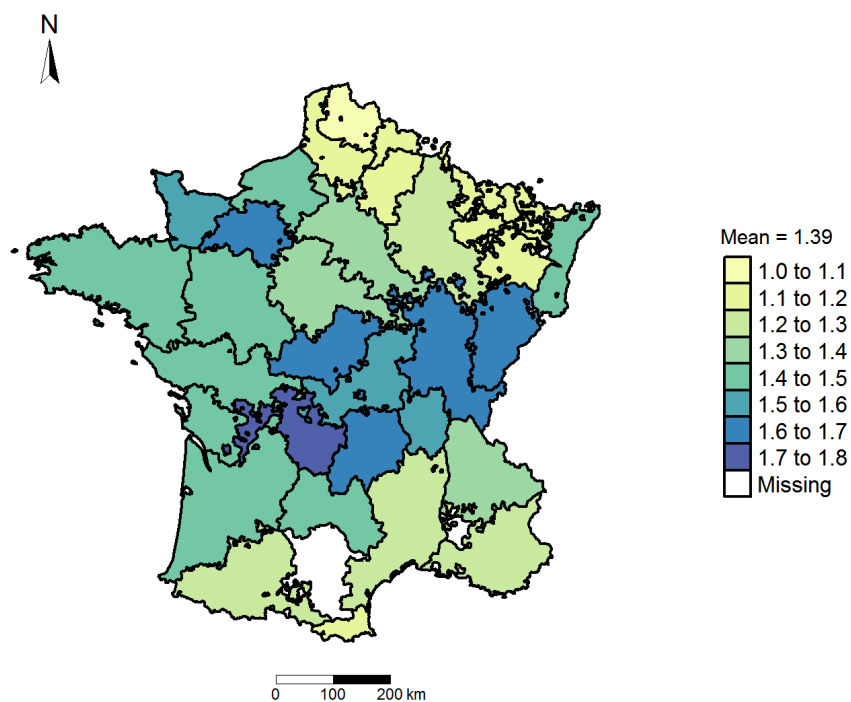 N
Mean = 1.39
1.0 to 1.1
1.1 to 1.2
1.2 to 1.3
1.3 to 1.4
1.4 to 1.5
1.5 to 1.6
1.6 to 1.7
1.7 to 1.8
Missing
0 100 200 km